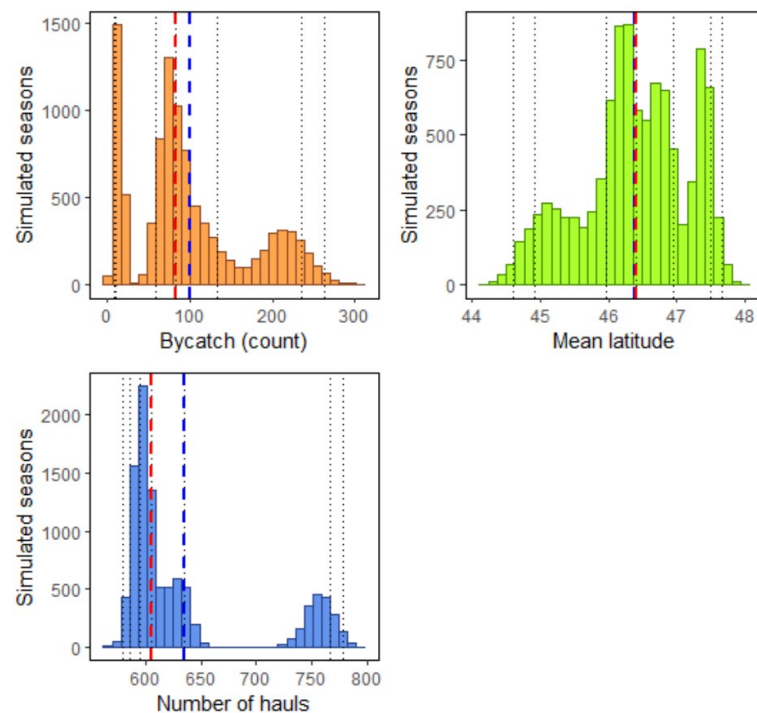 1500
1000
500
0
Simulated seasons
0 100 200 300
Bycatch (count)
750
500
250
0
Simulated seasons
44 45 46 47 48
Mean latitude
2000
1500
1000
500
0
Simulated seasons
600 650 700 750 800
Number of hauls